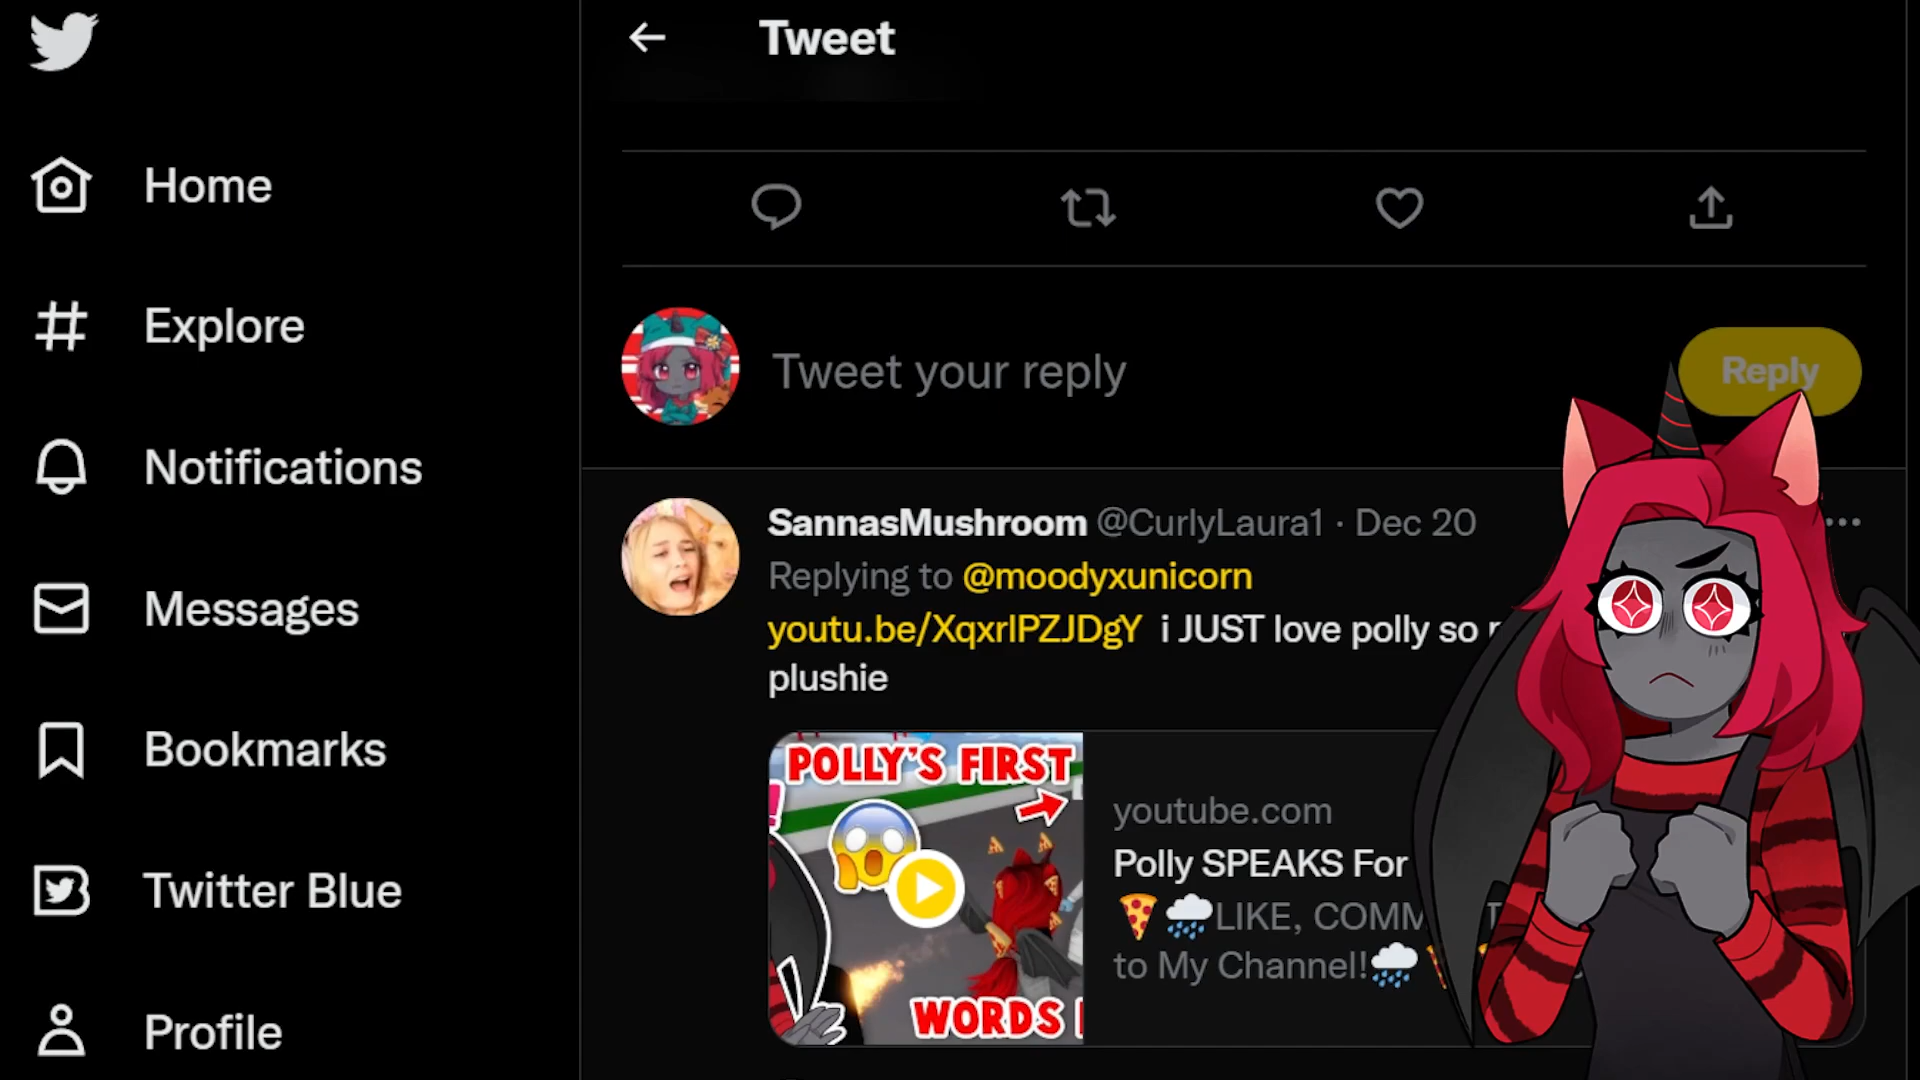 Tweet
Home
Explore
Notifications
Messages
Bookmarks
Twitter Blue
Profile
Tweet your reply
Reply
SannasMushroom @CurlyLaura1 · Dec 20
Replying to @moodyxunicorn
youtu.be/XqxrIPZJDgY i JUST love polly so
plushie
POLLY'S FIRST
WORDS
youtube.com
Polly SPEAKS For
🍕🌧️LIKE, COMM
to My Channel!🌧️